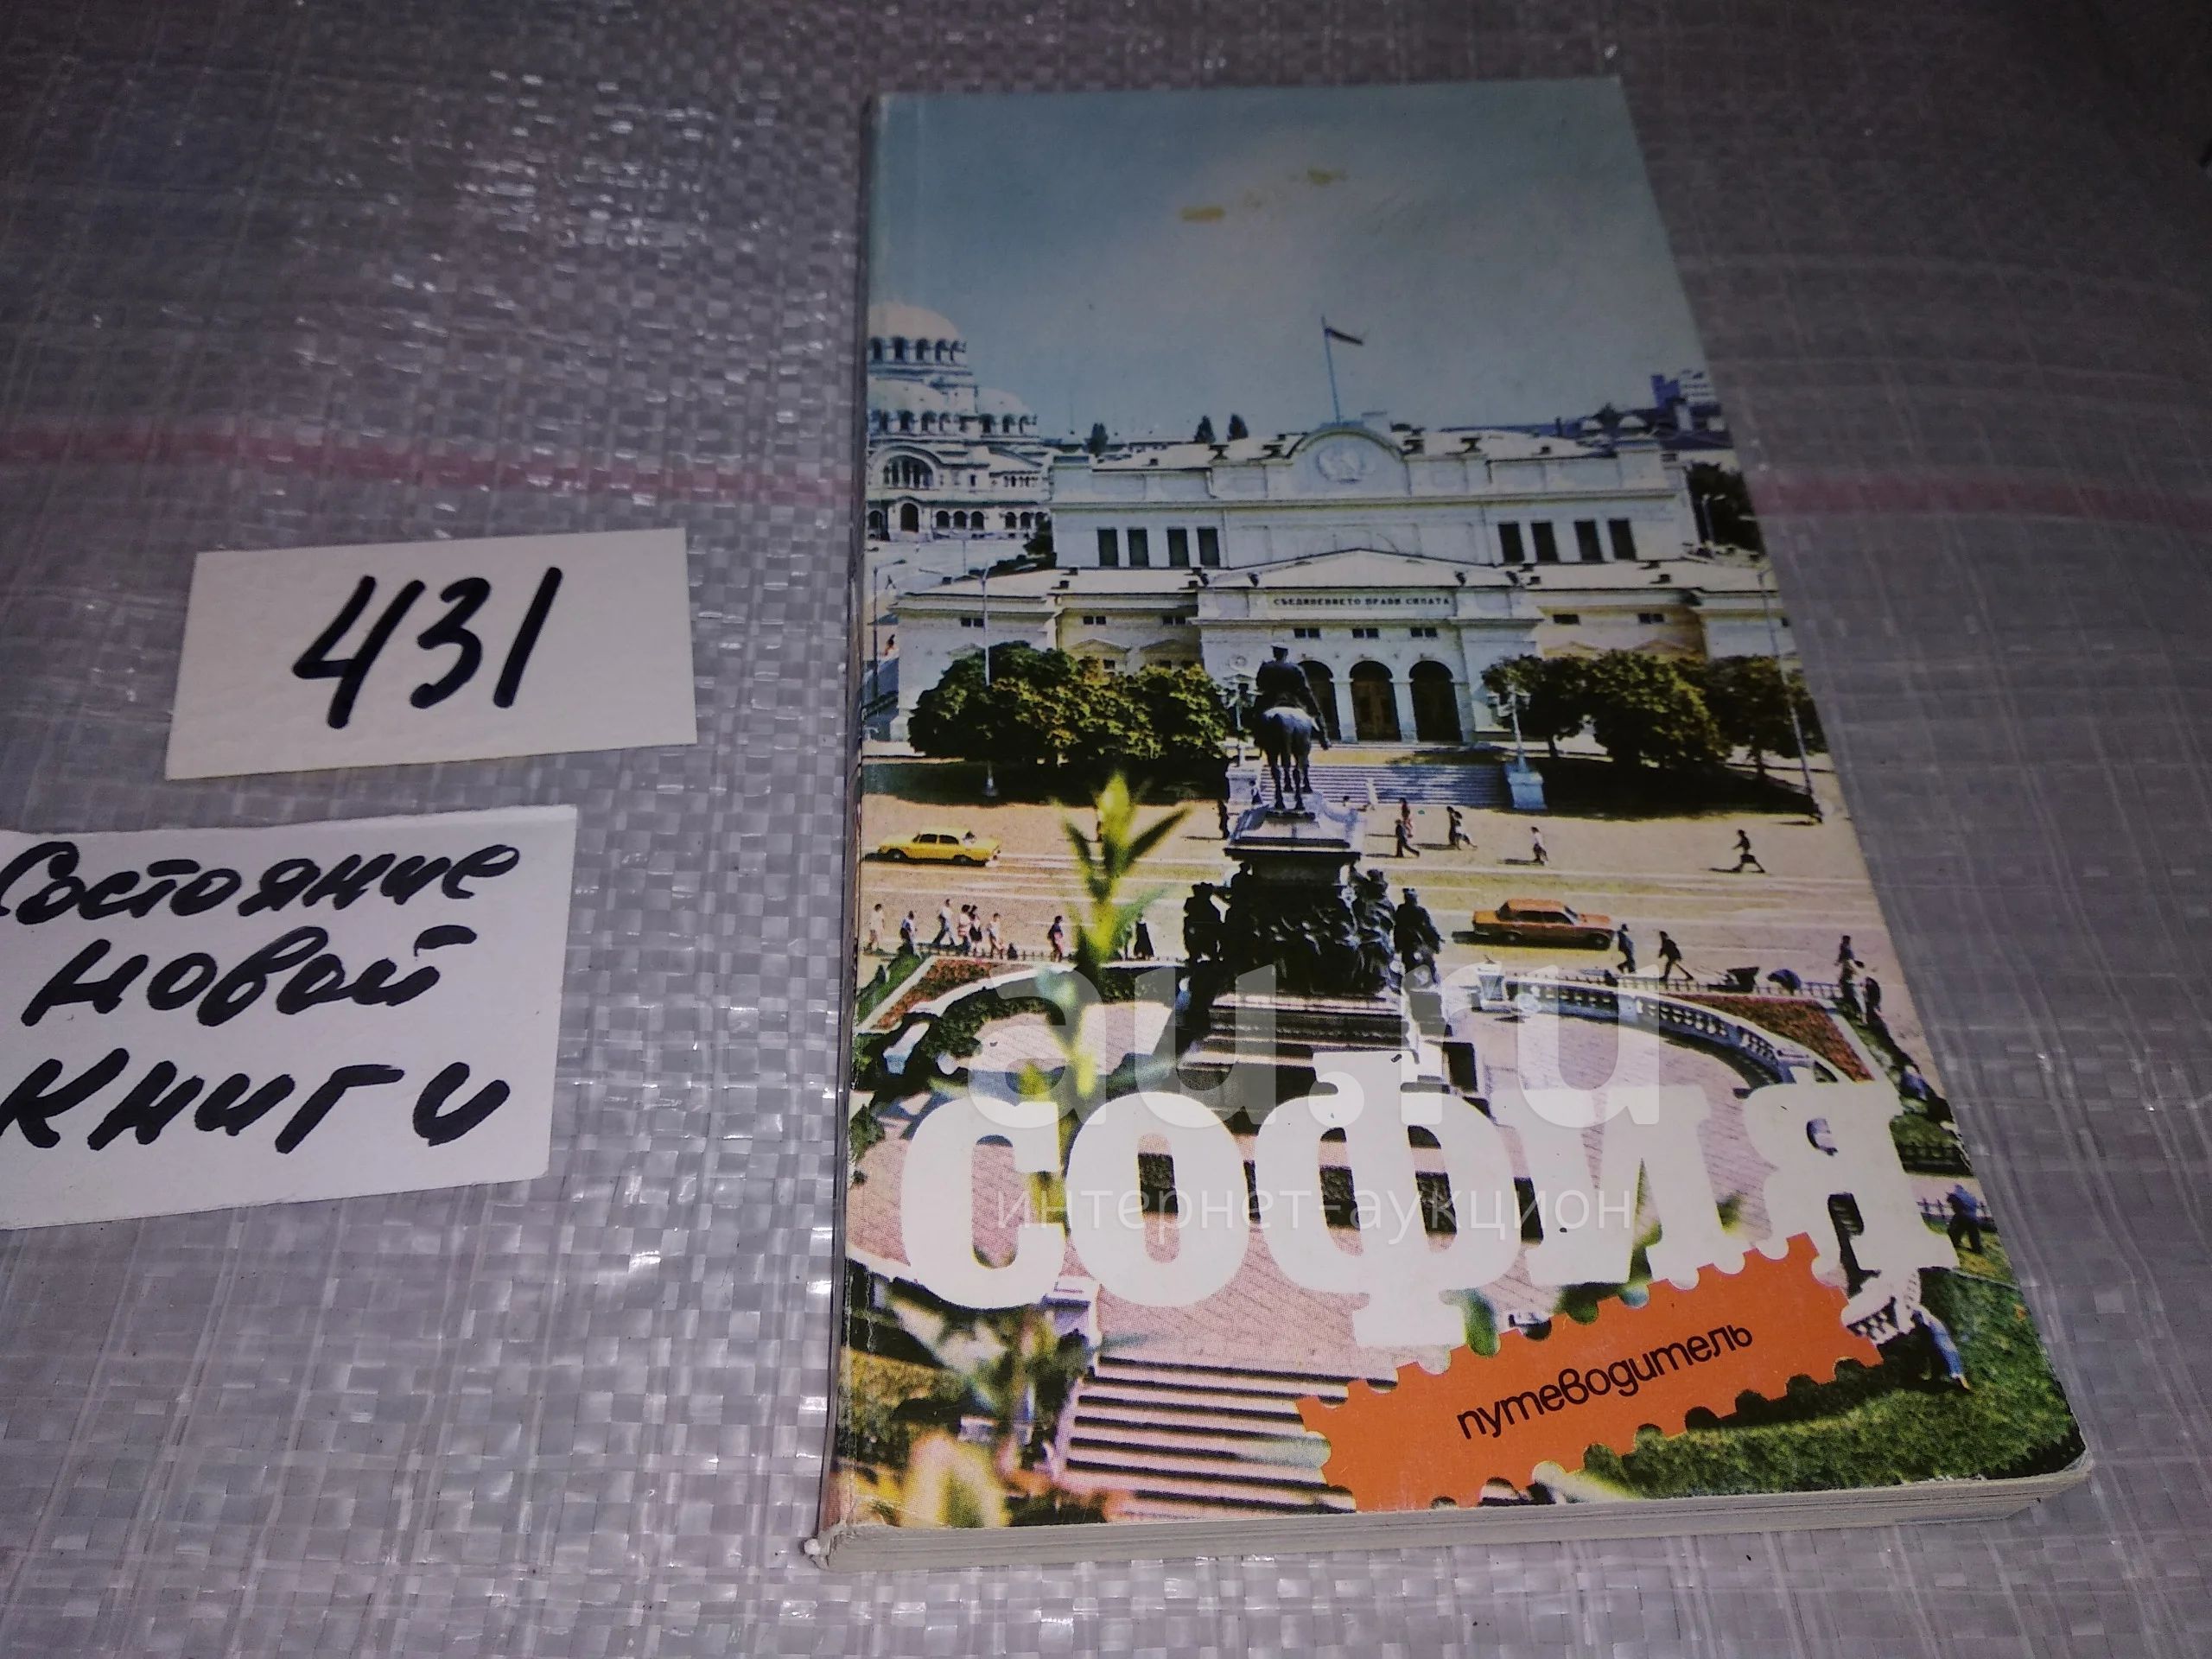 431
Состояние
новой
книги
СЪЕДИНЕНИЕТО ПРАВИ СИЛАТА
au.ru
интернет-аукцион
софия
путеводитель